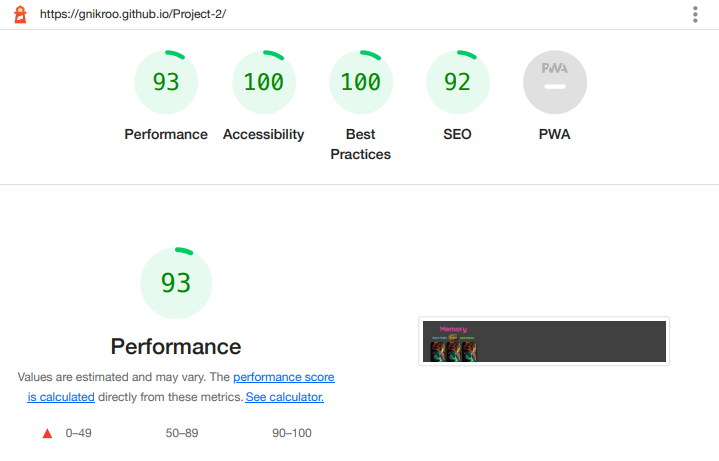 https://gnikroo.github.io/Project-2/
93
100
100
92
PWA
Performance
Accessibility
Best
Practices
SEO
PWA
93
Performance
Values are estimated and may vary. The performance score
is calculated directly from these metrics. See calculator.
0–49
50–89
90–100
Memory